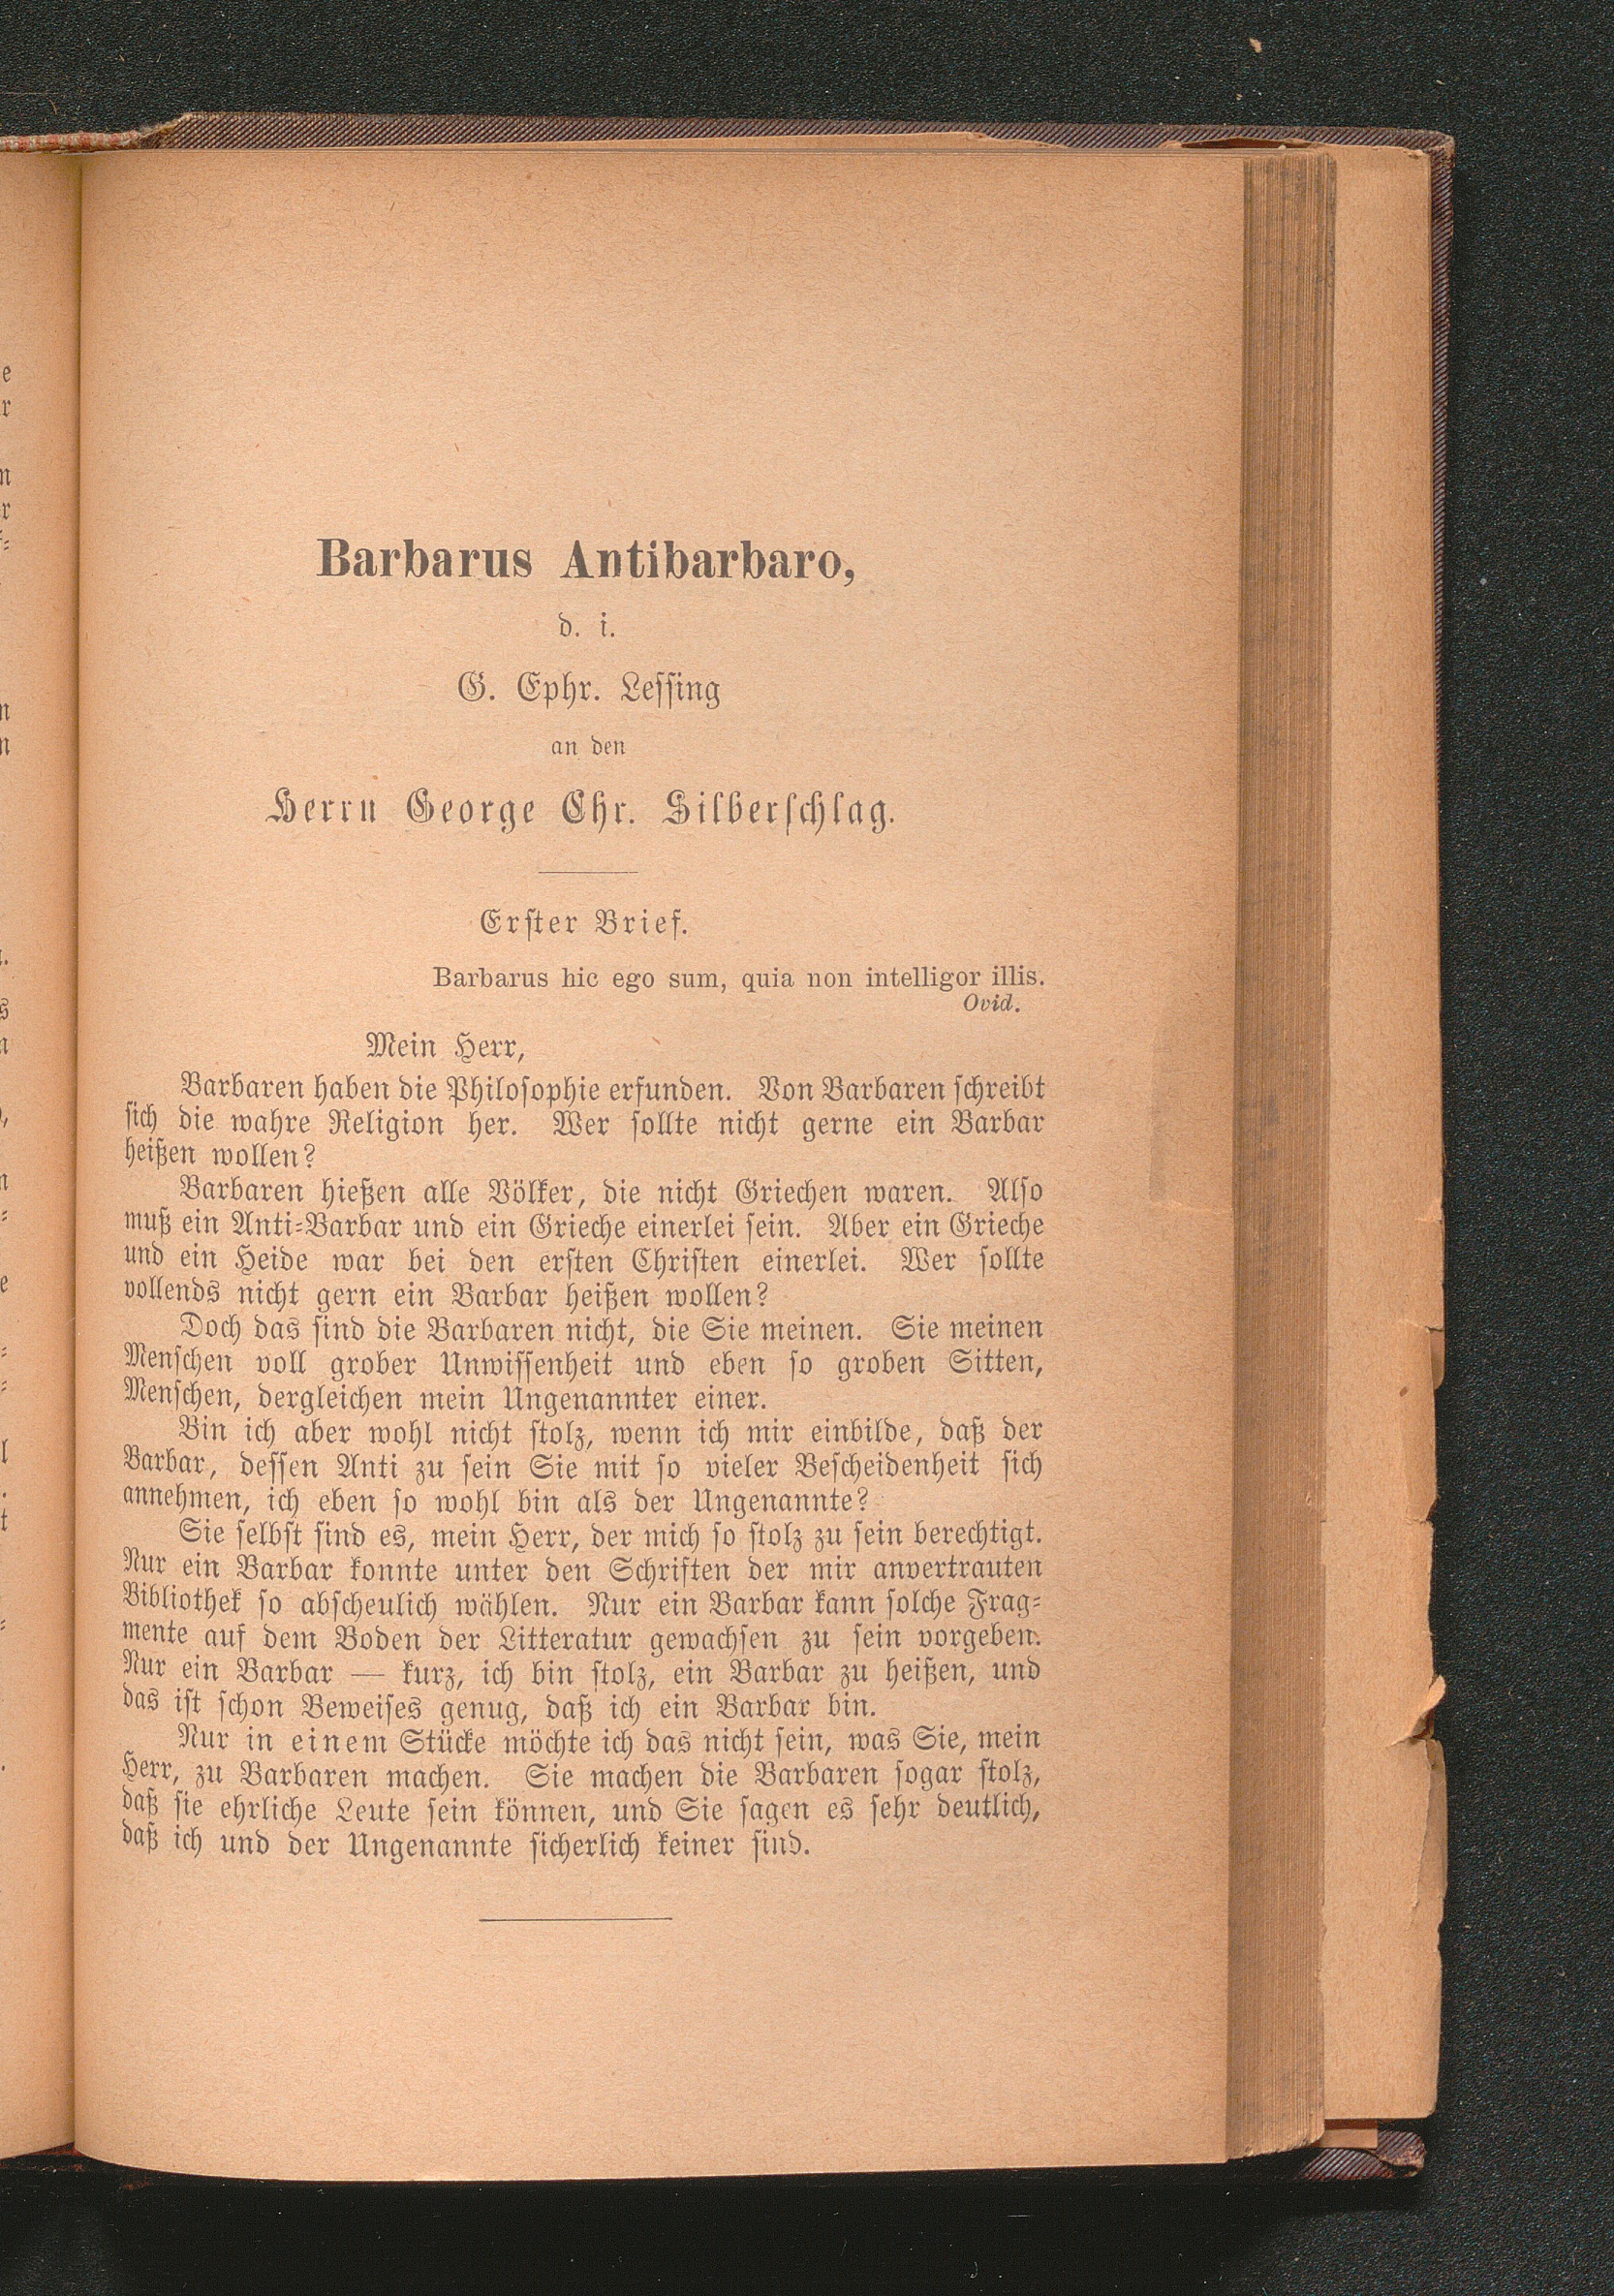 Barbarus Antibarbaro,
d. i.
G. Ephr. Lessing
an den
Herrn George Chr. Silberschlag.
Erster Brief.
Barbarus hic ego sum, quia non intelligor illis.
Ovid.
Mein Herr,
Barbaren haben die Philosophie erfunden. Von Barbaren schreibt
sich die wahre Religion her. Wer sollte nicht gerne ein Barbar
heißen wollen?
Barbaren hießen alle Völker, die nicht Griechen waren. Also
muß ein Anti-Barbar und ein Grieche einerlei sein. Aber ein Grieche
und ein Heide war bei den ersten Christen einerlei. Wer sollte
vollends nicht gern ein Barbar heißen wollen?
Doch das sind die Barbaren nicht, die Sie meinen. Sie meinen
Menschen voll grober Unwissenheit und eben so groben Sitten,
Menschen, dergleichen mein Ungenannter einer.
Bin ich aber wohl nicht stolz, wenn ich mir einbilde, daß der
Barbar, dessen Anti zu sein Sie mit so vieler Bescheidenheit sich
annehmen, ich eben so wohl bin als der Ungenannte?
Sie selbst sind es, mein Herr, der mich so stolz zu sein berechtigt.
Nur ein Barbar konnte unter den Schriften der mir anvertrauten
Bibliothek so abscheulich wählen. Nur ein Barbar kann solche Frag-
mente auf dem Boden der Litteratur gewachsen zu sein vorgeben.
Nur ein Barbar — kurz, ich bin stolz, ein Barbar zu heißen, und
das ist schon Beweises genug, daß ich ein Barbar bin.
Nur in einem Stücke möchte ich das nicht sein, was Sie, mein
Herr, zu Barbaren machen. Sie machen die Barbaren sogar stolz,
daß sie ehrliche Leute sein können, und Sie sagen es sehr deutlich,
daß ich und der Ungenannte sicherlich keiner sind.